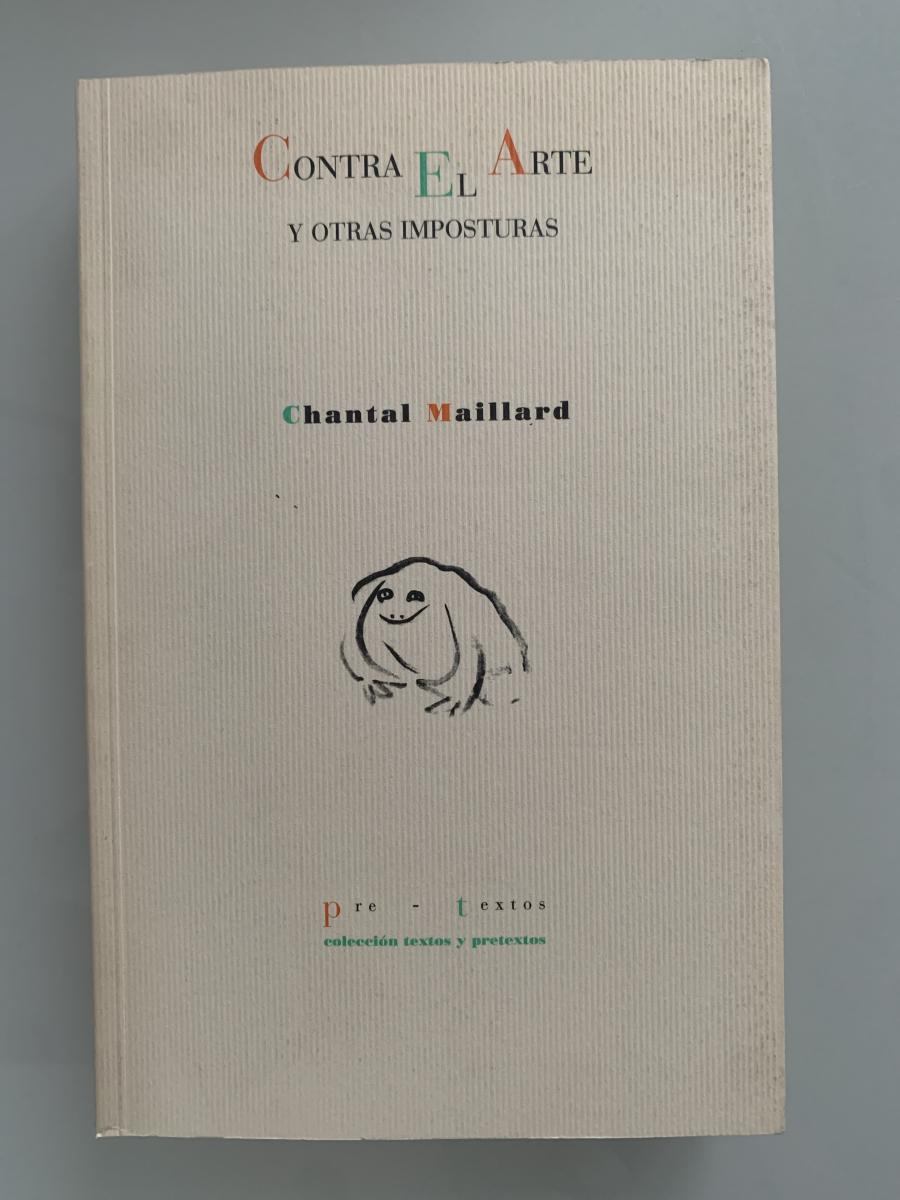 CONTRA EL ARTE
Y OTRAS IMPOSTURAS
Chantal Maillard
pre - textos
colección textos y pretextos